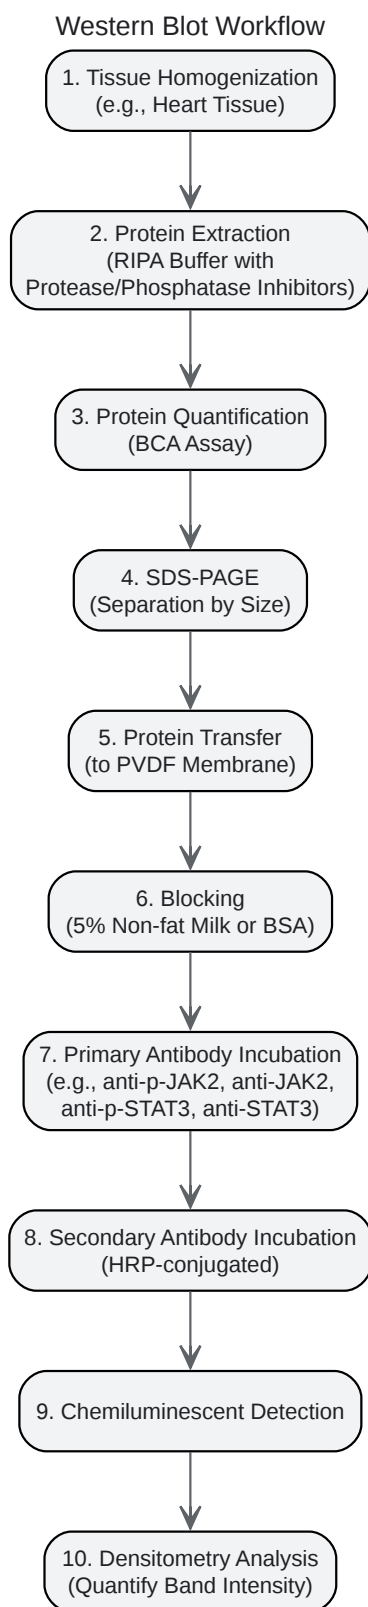 Western Blot Workflow
1. Tissue Homogenization
(e.g., Heart Tissue)
2. Protein Extraction
(RIPA Buffer with
Protease/Phosphatase Inhibitors)
3. Protein Quantification
(BCA Assay)
4. SDS-PAGE
(Separation by Size)
5. Protein Transfer
(to PVDF Membrane)
6. Blocking
(5% Non-fat Milk or BSA)
7. Primary Antibody Incubation
(e.g., anti-p-JAK2, anti-JAK2,
anti-p-STAT3, anti-STAT3)
8. Secondary Antibody Incubation
(HRP-conjugated)
9. Chemiluminescent Detection
10. Densitometry Analysis
(Quantify Band Intensity)